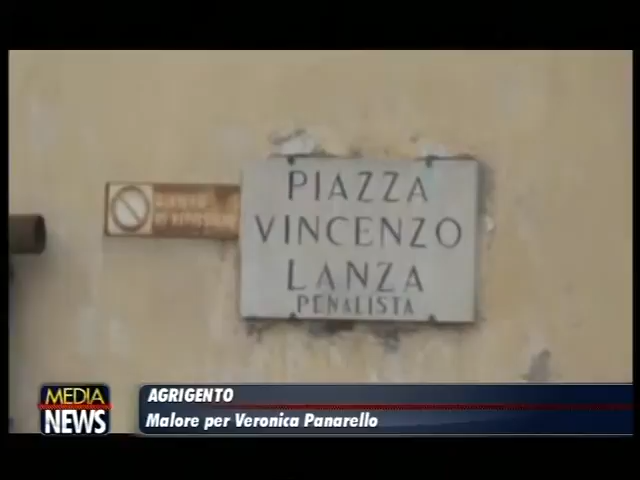 PIAZZA
VINCENZO
LANZA
PENALISTA
MEDIA
NEWS
AGRIGENTO
Malore per Veronica Panarello